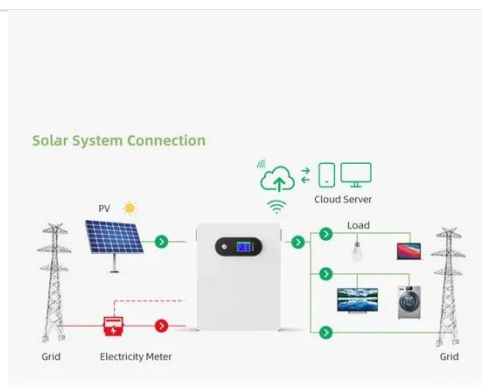 Solar System Connection
Cloud Server
PV
Load
Grid
Electricity Meter
Grid